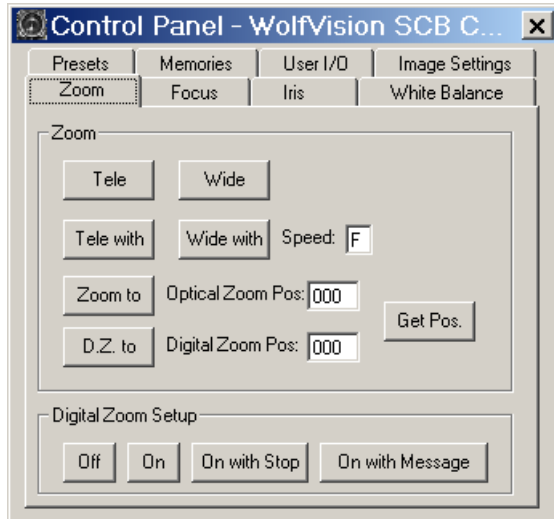 Control Panel - WolfVision SCB C...
Presets Memories User I/O Image Settings
Zoom Focus Iris White Balance
Zoom
Tele Wide
Tele with Wide with Speed: F
Zoom to Optical Zoom Pos: 000
Get Pos.
D.Z. to Digital Zoom Pos: 000
Digital Zoom Setup
Off On On with Stop On with Message